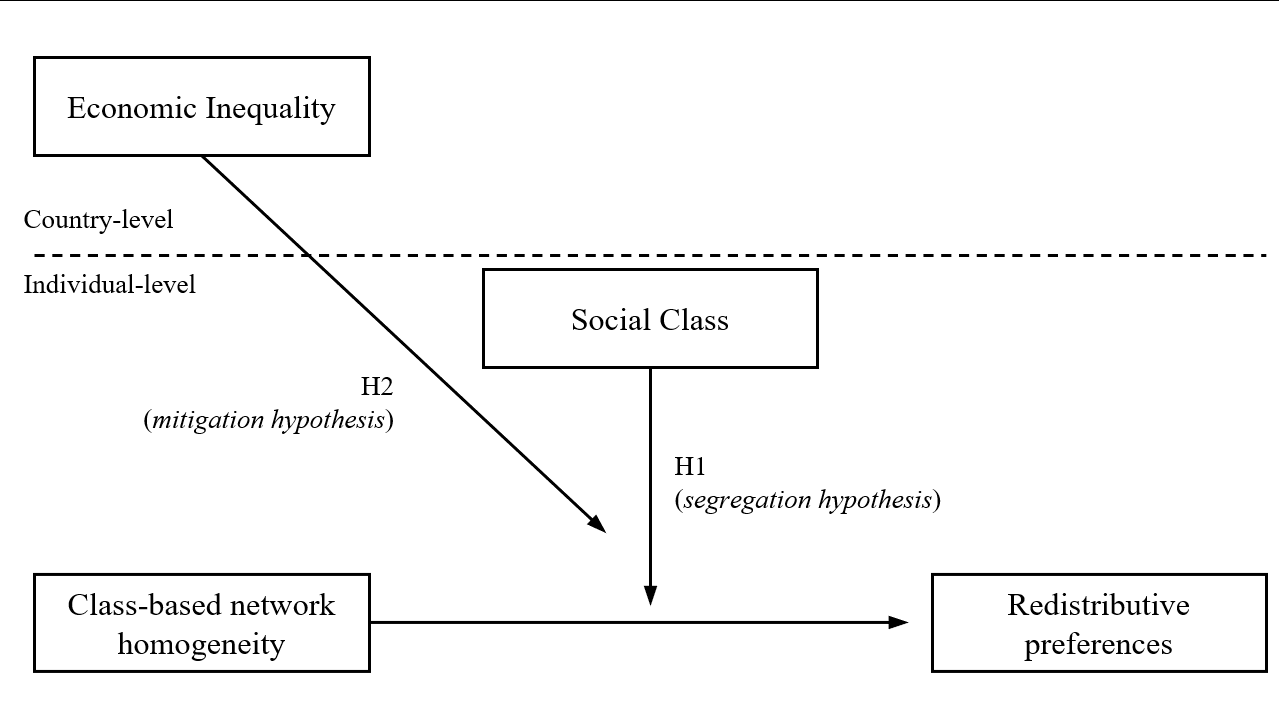 Economic Inequality
Country-level
Individual-level
Social Class
H2
(mitigation hypothesis)
H1
(segregation hypothesis)
Class-based network
homogeneity
Redistributive
preferences